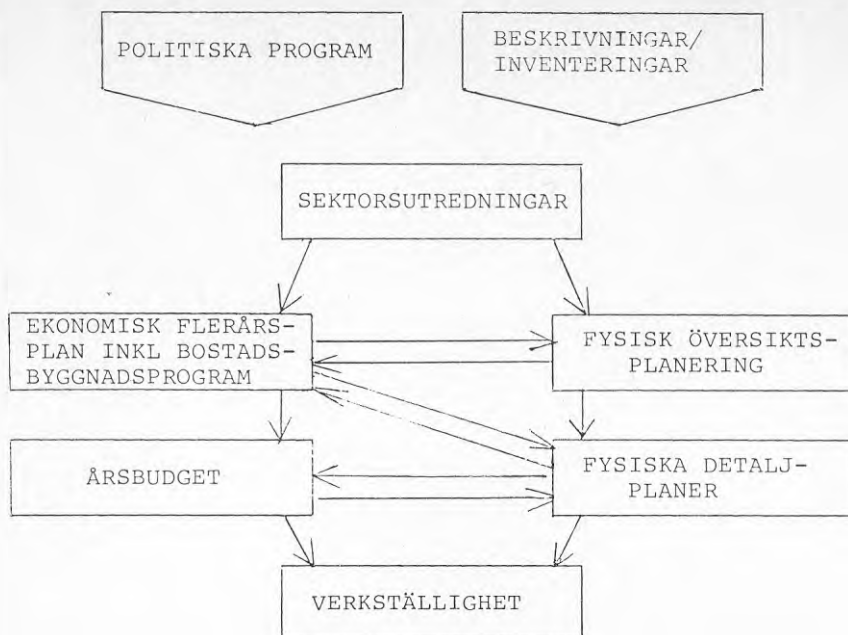 POLITISKA PROGRAM
BESKRIVNINGAR/
INVENTERINGAR
SEKTORSUTREDNINGAR
EKONOMISK FLERÅRS-
PLAN INKL BOSTADS-
BYGGNADSPROGRAM
FYSISK ÖVERSIKTS-
PLANERING
ÅRSBUDGET
FYSISKA DETALJ-
PLANER
VERKSTÄLLIGHET